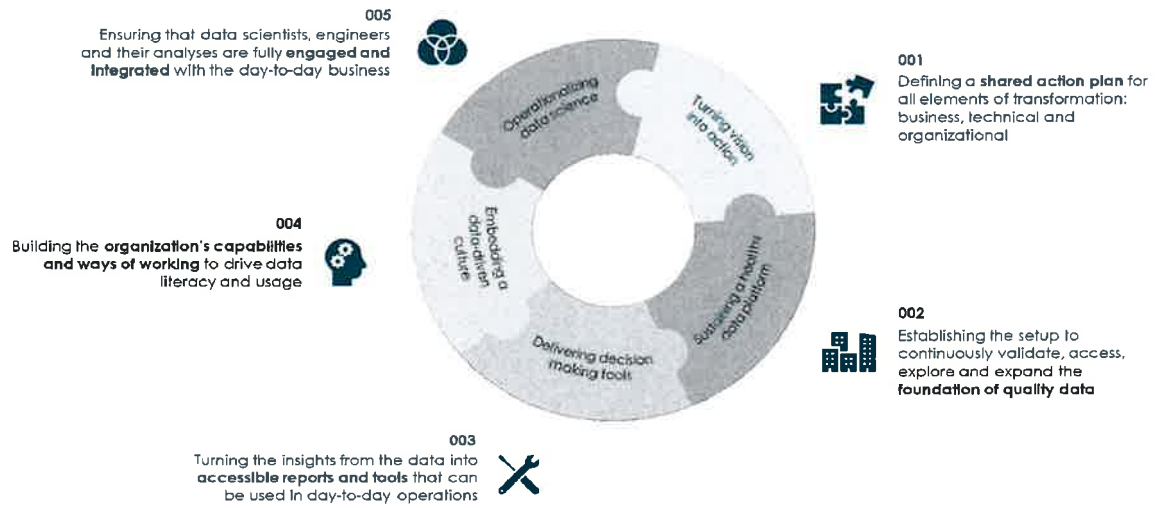 005
Ensuring that data scientists, engineers
and their analyses are fully engaged and
integrated with the day-to-day business
001
Defining a shared action plan for
all elements of transformation:
business, technical and
organizational
Operationalizing
data science
Turning vision
into action
004
Building the organization's capabilities
and ways of working to drive data
literacy and usage
Embedding a
data-driven
culture
Sustaining a healthy
data platform
002
Establishing the setup to
continuously validate, access,
explore and expand the
foundation of quality data
Delivering decision
making tools
003
Turning the insights from the data into
accessible reports and tools that can
be used in day-to-day operations